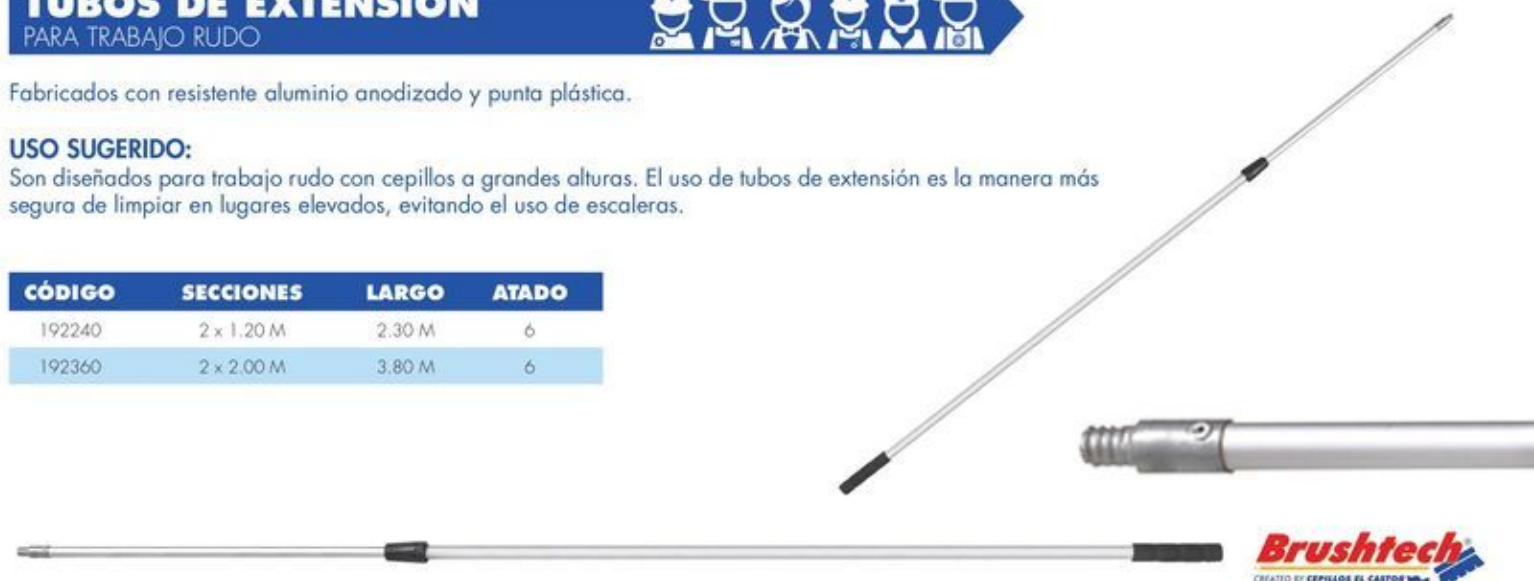 TUBOS DE EXTENSIÓN
PARA TRABAJO RUDO
Fabricados con resistente aluminio anodizado y punta plástica.
USO SUGERIDO:
Son diseñados para trabajo rudo con cepillos a grandes alturas. El uso de tubos de extensión es la manera más
segura de limpiar en lugares elevados, evitando el uso de escaleras.
CÓDIGO SECCIONES LARGO ATADO
192240 2 x 1.20 M 2.30 M 6
192360 2 x 2.00 M 3.80 M 6
Brushtech
CREATED BY CEPILLOS EL CASTOR